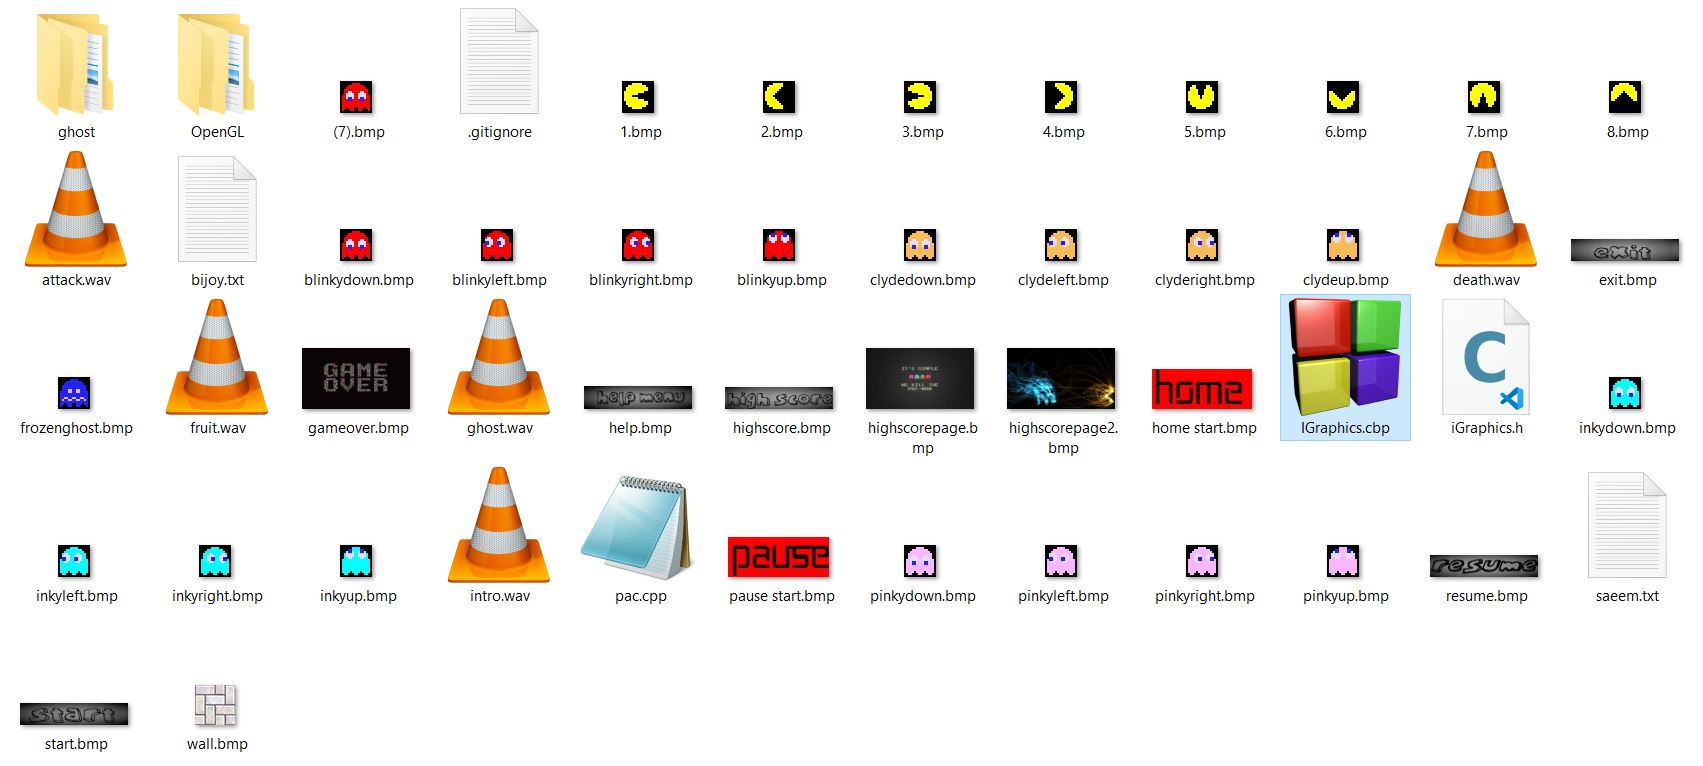 ghost
OpenGL
(7).bmp
.gitignore
1.bmp
2.bmp
3.bmp
4.bmp
5.bmp
6.bmp
7.bmp
8.bmp
exit
attack.wav
bijoy.txt
blinkydown.bmp
blinkyleft.bmp
blinkyright.bmp
blinkyup.bmp
clydedown.bmp
clydeleft.bmp
clyderight.bmp
clydeup.bmp
death.wav
exit.bmp
GAME
OVER
help menu
high score
IT'S SIMPLE
WE KILL THE
PAC-MAN
home
C
frozenghost.bmp
fruit.wav
gameover.bmp
ghost.wav
help.bmp
highscore.bmp
highscorepage.b
mp
highscorepage2.
bmp
home start.bmp
IGraphics.cbp
iGraphics.h
inkydown.bmp
pause
resume
inkyleft.bmp
inkyright.bmp
inkyup.bmp
intro.wav
pac.cpp
pause start.bmp
pinkydown.bmp
pinkyleft.bmp
pinkyright.bmp
pinkyup.bmp
resume.bmp
saeem.txt
start
start.bmp
wall.bmp